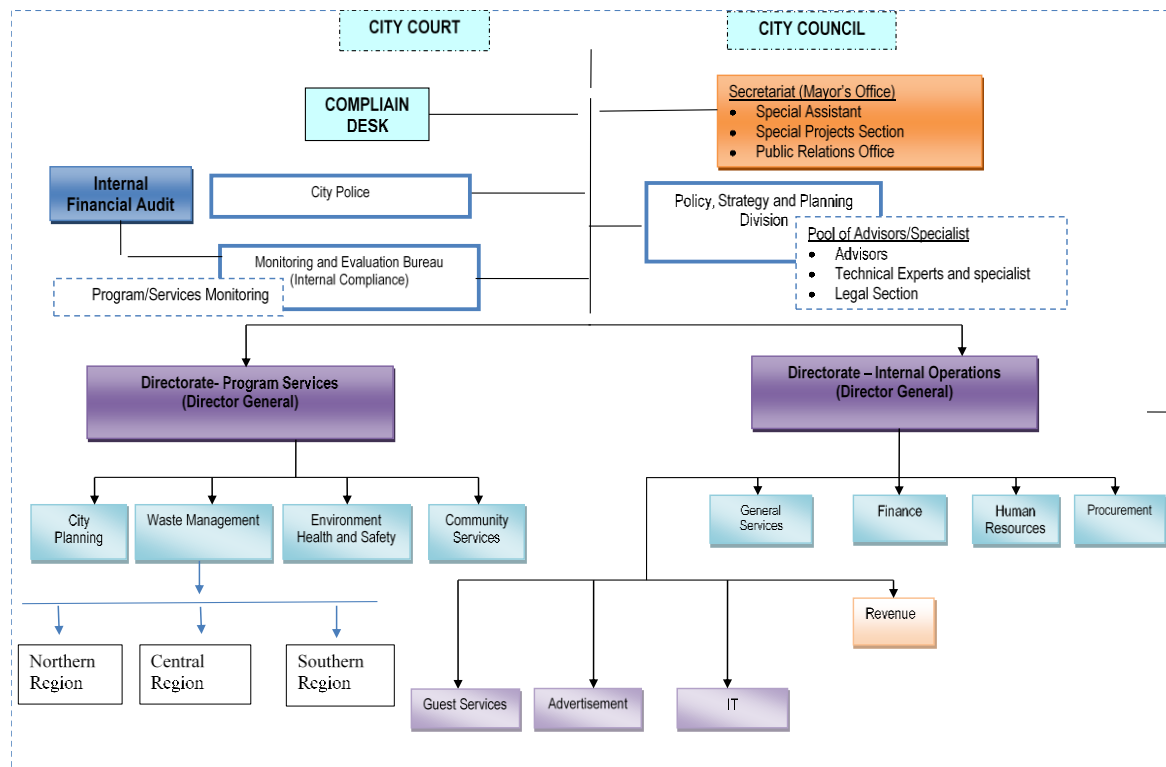 CITY COURT
CITY COUNCIL
COMPLIAIN
DESK
Secretariat (Mayor's Office)
• Special Assistant
• Special Projects Section
• Public Relations Office
Internal
Financial Audit
City Police
Policy, Strategy and Planning
Division
Pool of Advisors/Specialist
• Advisors
• Technical Experts and specialist
• Legal Section
Monitoring and Evaluation Bureau
(Internal Compliance)
Program/Services Monitoring
Directorate- Program Services
(Director General)
Directorate – Internal Operations
(Director General)
City
Planning
Waste Management
Environment
Health and Safety
Community
Services
General
Services
Finance
Human
Resources
Procurement
Revenue
Northern
Region
Central
Region
Southern
Region
Guest Services
Advertisement
IT